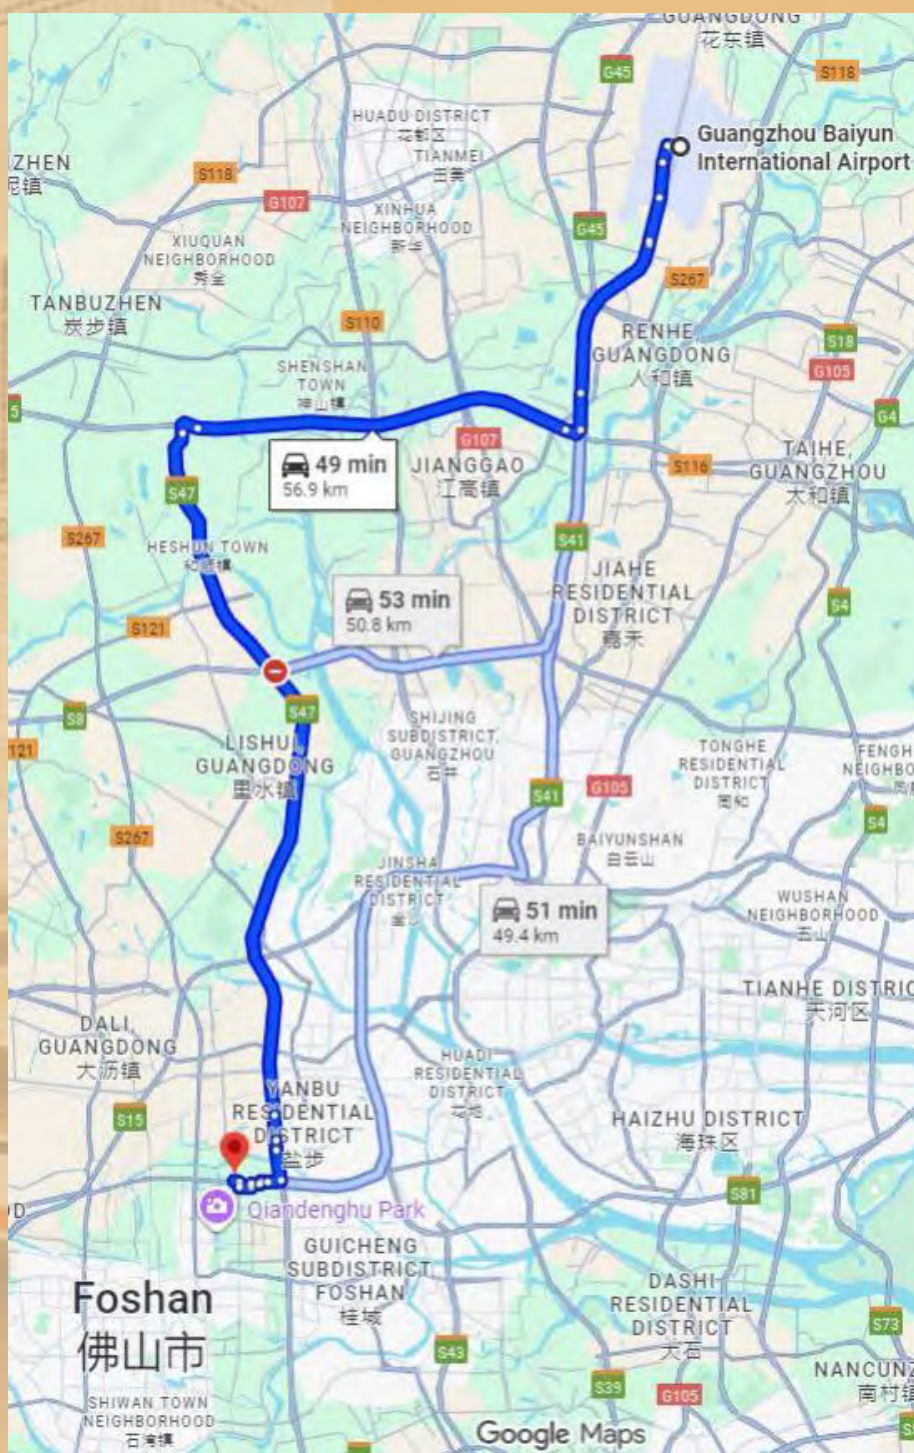 GUANGDONG
花东镇
G45
S118
Guangzhou Baiyun
International Airport
HUADU DISTRICT
花都区
TIANMEI
田美
ZHEN
泥镇
S118
G107
XINHUA
NEIGHBORHOOD
新华
G45
XIUQUAN
NEIGHBORHOOD
秀全
S267
TANBUZHEN
炭步镇
S110
RENHE,
GUANGDONG
人和镇
S18
G105
SHENSHAN
TOWN
神山镇
5
G4
49 min
56.9 km
G107
JIANGGAO
江高镇
S116
TAIHE,
GUANGZHOU
太和镇
S47
S267
HESHUN TOWN
和顺镇
S41
JIAHE
RESIDENTIAL
DISTRICT
嘉禾
53 min
50.8 km
S4
S121
S8
S47
121
LISHUI,
GUANGDONG
里水镇
SHIJING
SUBDISTRICT,
GUANGZHOU
石井
TONGHE
RESIDENTIAL
DISTRICT
同和
FENGH
NEIGHBO
S41
G105
S4
S267
BAIYUNSHAN
白云山
JINSHA
RESIDENTIAL
DISTRICT
金沙
51 min
49.4 km
WUSHAN
NEIGHBORHOOD
五山
TIANHE DISTRIC
天河区
DALI,
GUANGDONG
大沥镇
HUADI
RESIDENTIAL
DISTRICT
花地
YANBU
RESIDENTIAL
DISTRICT
盐步
S15
HAIZHU DISTRICT
海珠区
S81
OD
Qiandenghu Park
GUICHENG
SUBDISTRICT,
FOSHAN
桂城
Foshan
佛山市
DASHI
RESIDENTIAL
DISTRICT
大石
S73
S43
NANCUNZ
南村镇
S39
G105
SHIWAN TOWN
NEIGHBORHOOD
石湾镇
Google Maps
S